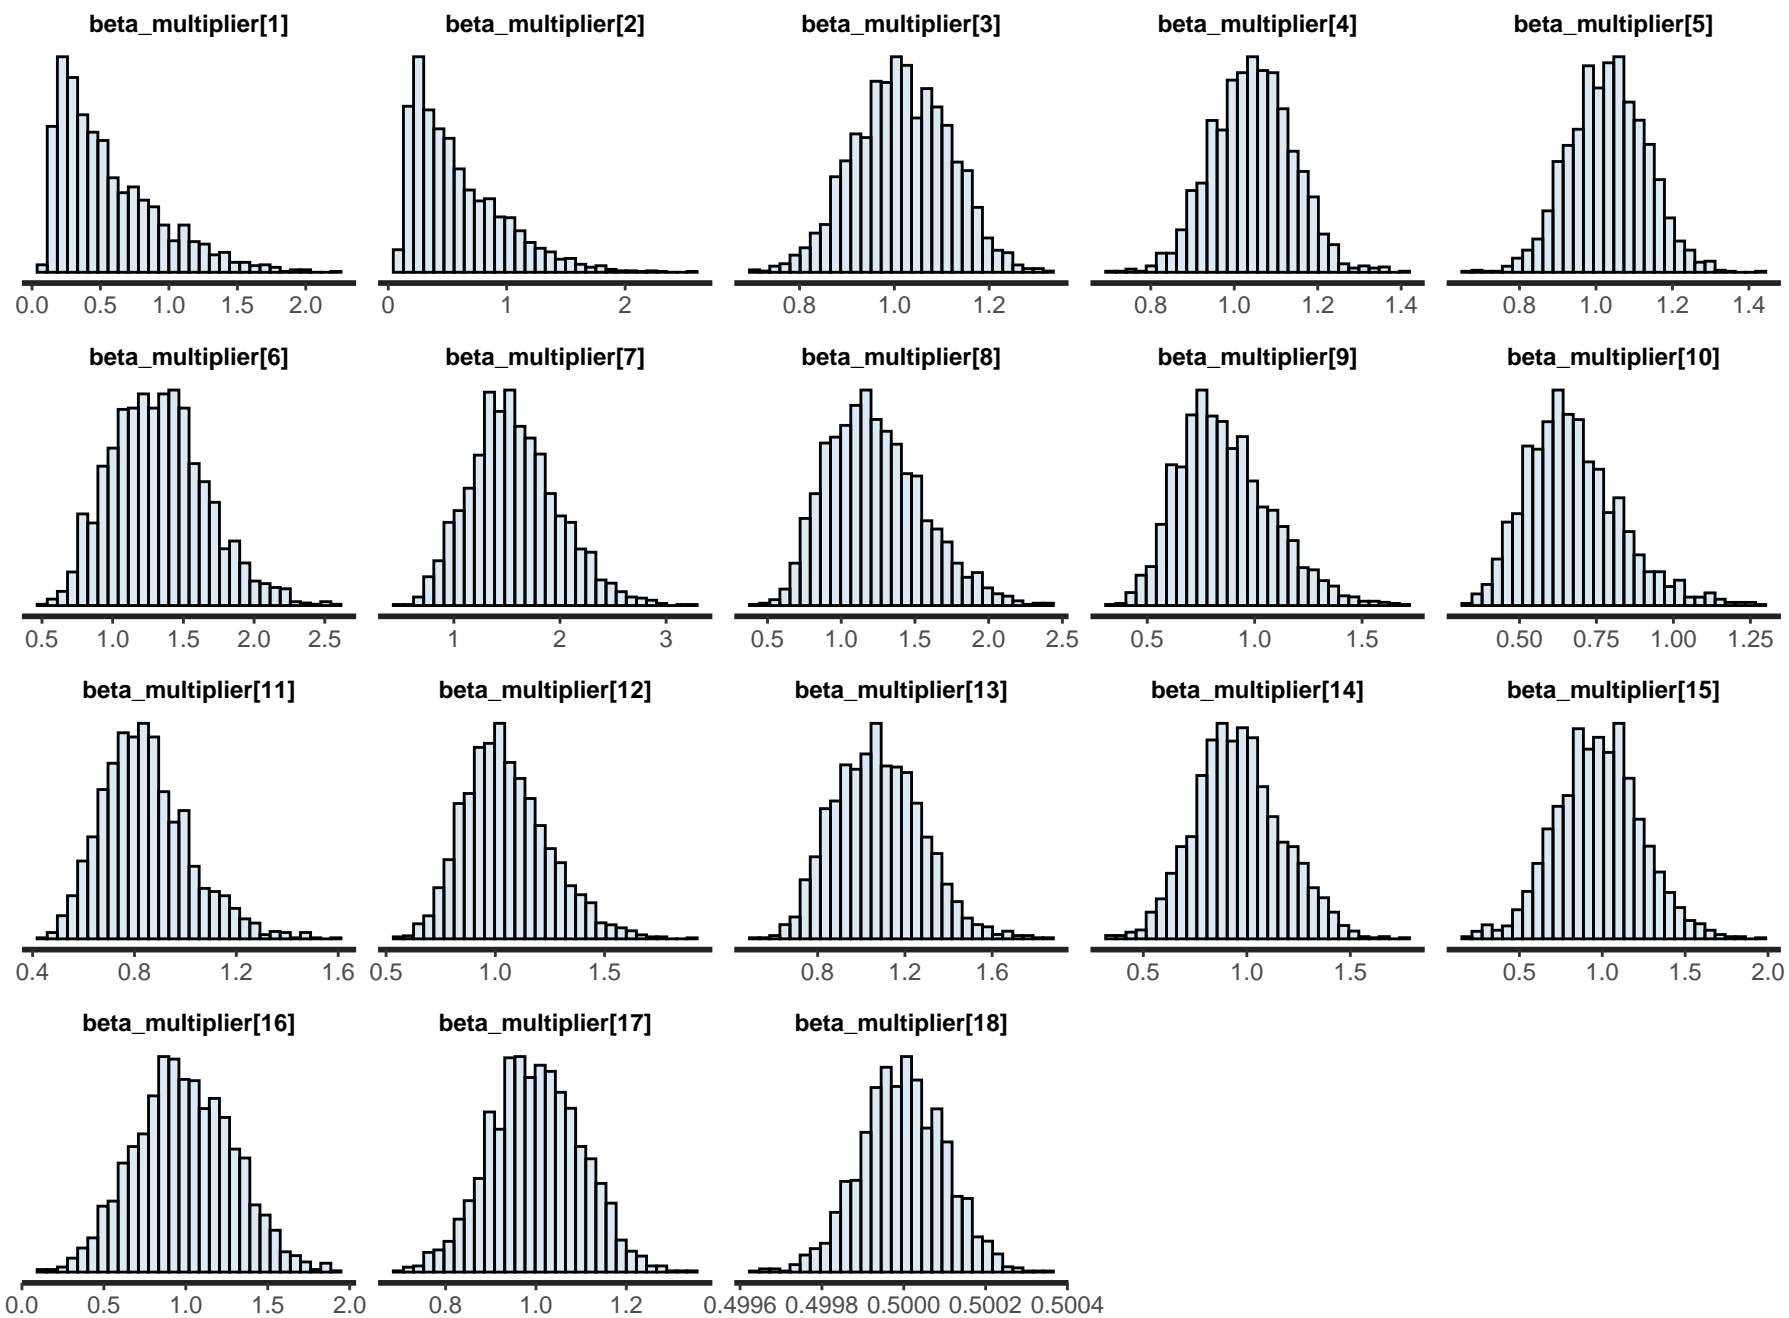 beta_multiplier[1] beta_multiplier[2] beta_multiplier[3] beta_multiplier[4] beta_multiplier[5]
0.0 0.5 1.0 1.5 2.0 0 1 2 0.8 1.0 1.2 0.8 1.0 1.2 1.4 0.8 1.0 1.2 1.4
beta_multiplier[6] beta_multiplier[7] beta_multiplier[8] beta_multiplier[9] beta_multiplier[10]
0.5 1.0 1.5 2.0 2.5 1 2 3 0.5 1.0 1.5 2.0 2.5 0.5 1.0 1.5 0.50 0.75 1.00 1.25
beta_multiplier[11] beta_multiplier[12] beta_multiplier[13] beta_multiplier[14] beta_multiplier[15]
0.4 0.8 1.2 1.6 0.5 1.0 1.5 0.8 1.2 1.6 0.5 1.0 1.5 0.5 1.0 1.5 2.0
beta_multiplier[16] beta_multiplier[17] beta_multiplier[18]
0.0 0.5 1.0 1.5 2.0 0.8 1.0 1.2 0.4996 0.4998 0.5000 0.5002 0.5004